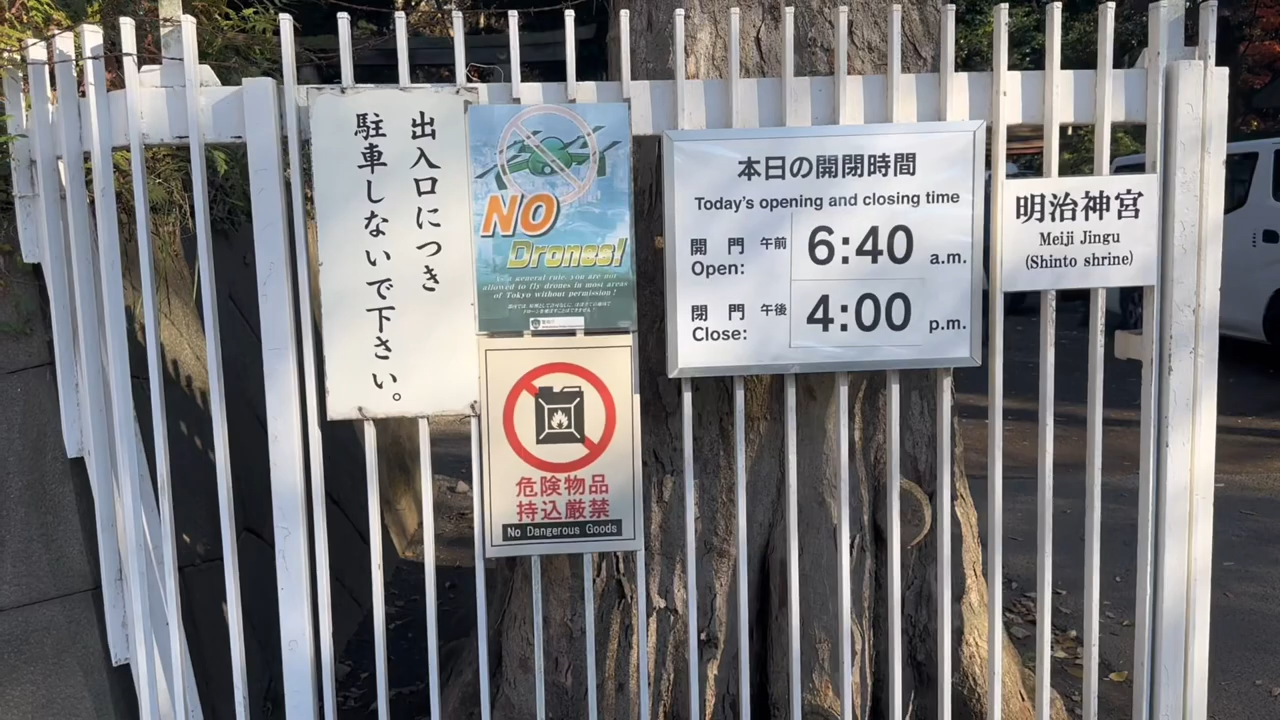 出入口につき
駐車しないで下さい。
NO
Drones!
As a general rule, you are not
allowed to fly drones in most areas
of Tokyo without permission!
危険物品
持込厳禁
No Dangerous Goods
本日の開閉時間
Today's opening and closing time
開門 午前 6:40 a.m.
Open:
閉門 午後 4:00 p.m.
Close:
明治神宮
Meiji Jingu
(Shinto shrine)